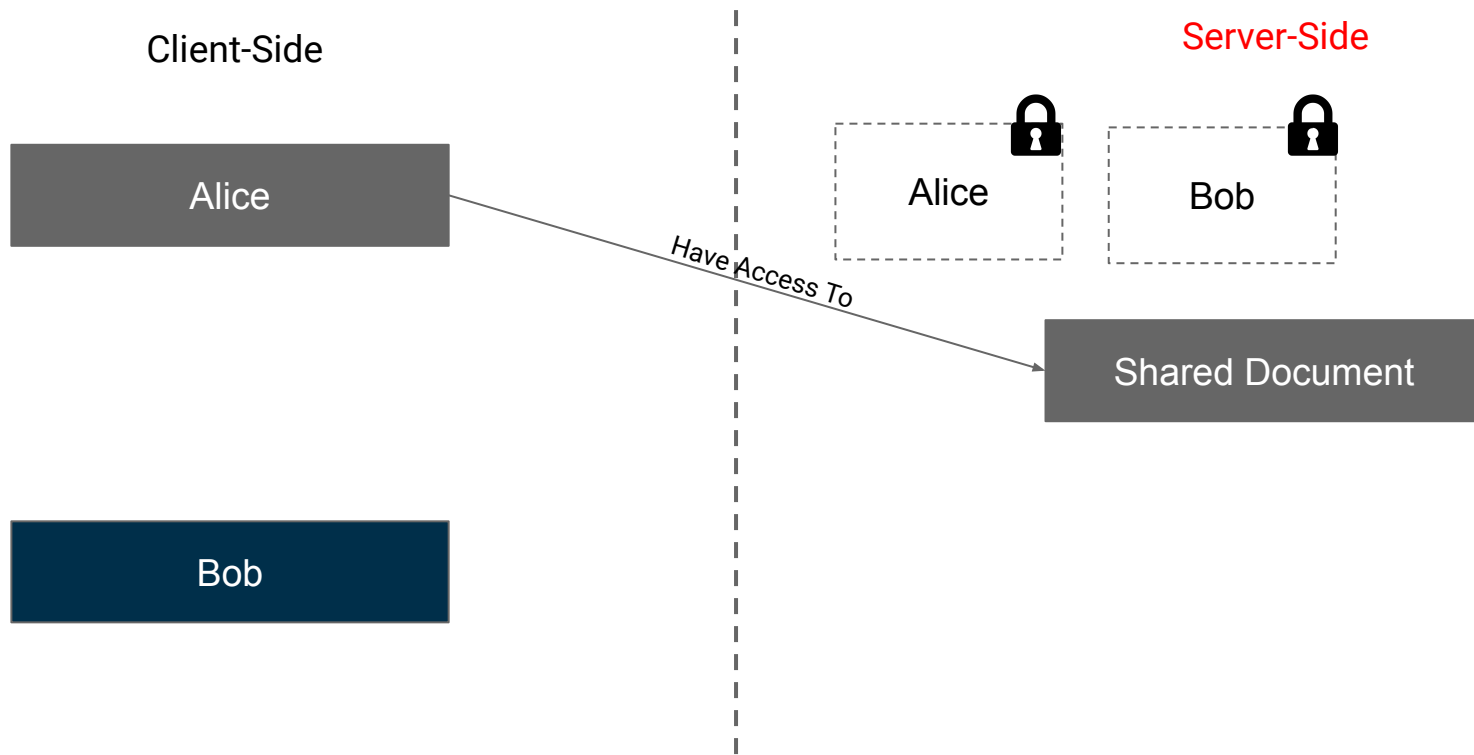 Client-Side
Server-Side
Alice
Alice
Bob
Have Access To
Shared Document
Bob